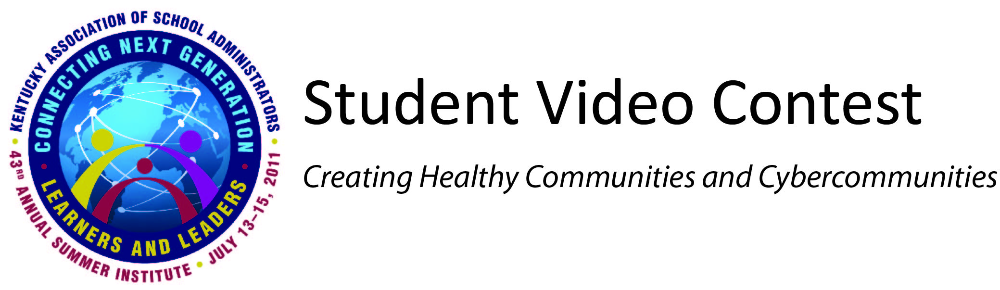 KENTUCKY ASSOCIATION OF SCHOOL ADMINISTRATORS
CONNECTING NEXT GENERATION
LEARNERS AND LEADERS
43RD ANNUAL SUMMER INSTITUTE • JULY 13–15, 2011
Student Video Contest
Creating Healthy Communities and Cybercommunities